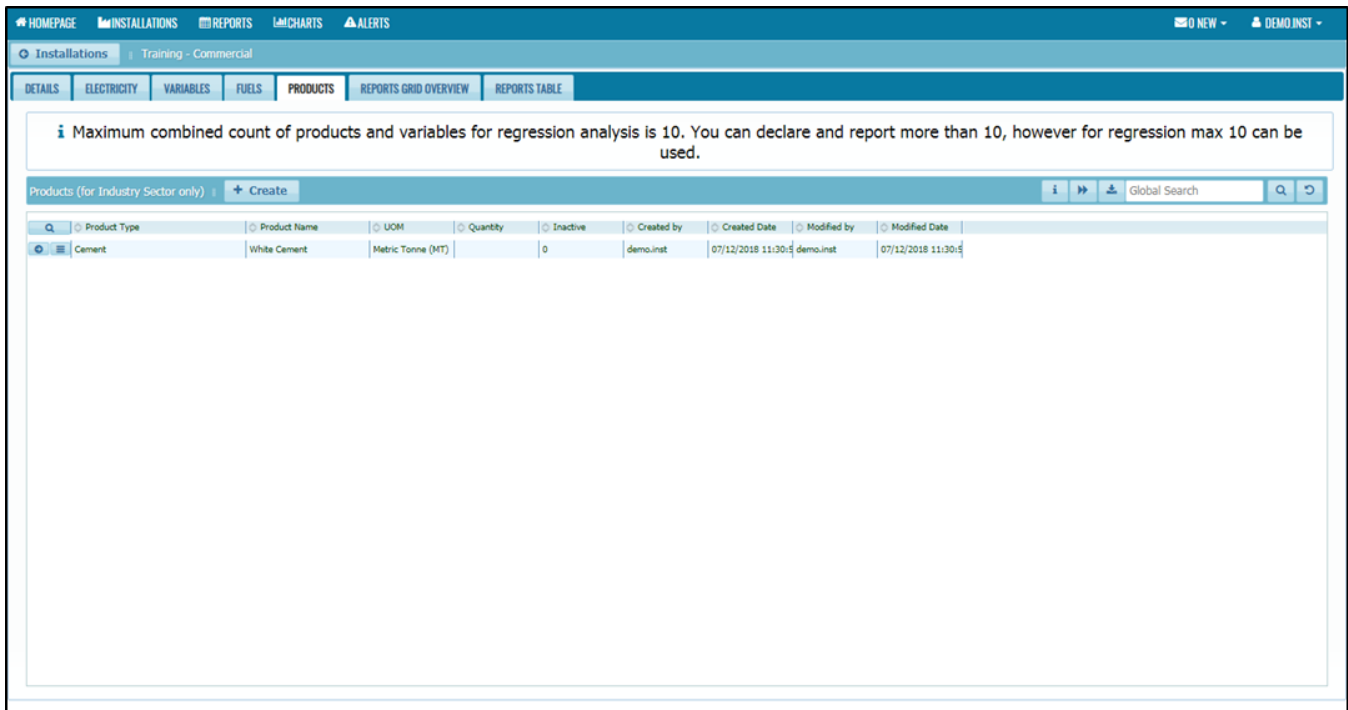 HOMEPAGE INSTALLATIONS REPORTS CHARTS ALERTS 0 NEW DEMO.INST
Installations Training - Commercial
DETAILS ELECTRICITY VARIABLES FUELS PRODUCTS REPORTS GRID OVERVIEW REPORTS TABLE
i Maximum combined count of products and variables for regression analysis is 10. You can declare and report more than 10, however for regression max 10 can be
used.
Products (for Industry Sector only) + Create i Global Search
Product Type Product Name UOM Quantity Inactive Created by Created Date Modified by Modified Date
Cement White Cement Metric Tonne (MT) 0 demo.inst 07/12/2018 11:30:5 demo.inst 07/12/2018 11:30:5